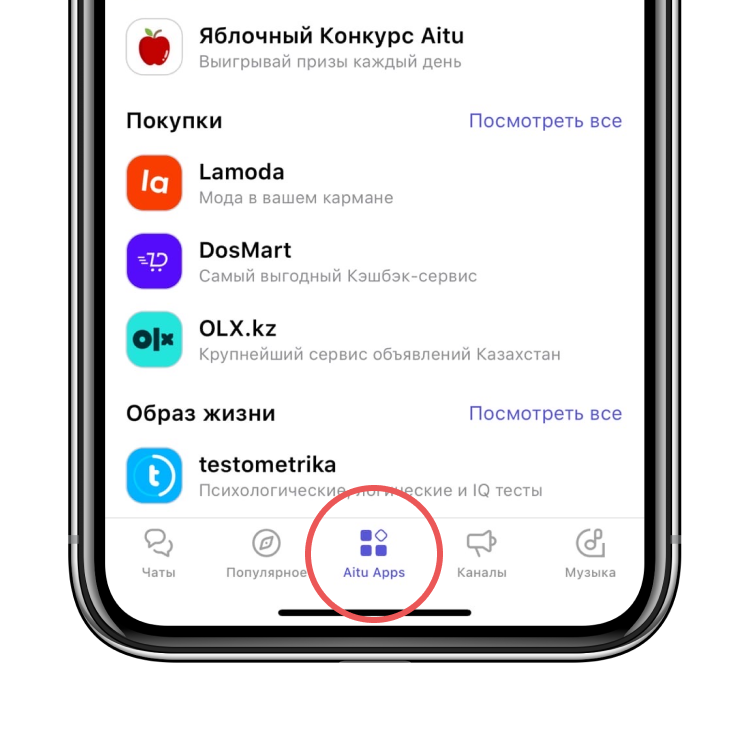 Яблочный Конкурс Aitu
Выигрывай призы каждый день
Покупки
Посмотреть все
la
Lamoda
Мода в вашем кармане
DosMart
Самый выгодный Кэшбэк-сервис
olx
OLX.kz
Крупнейший сервис объявлений Казахстан
Образ жизни
Посмотреть все
t
testometrika
Психологические, логические и IQ тесты
Чаты
Популярное
Aitu Apps
Каналы
Музыка